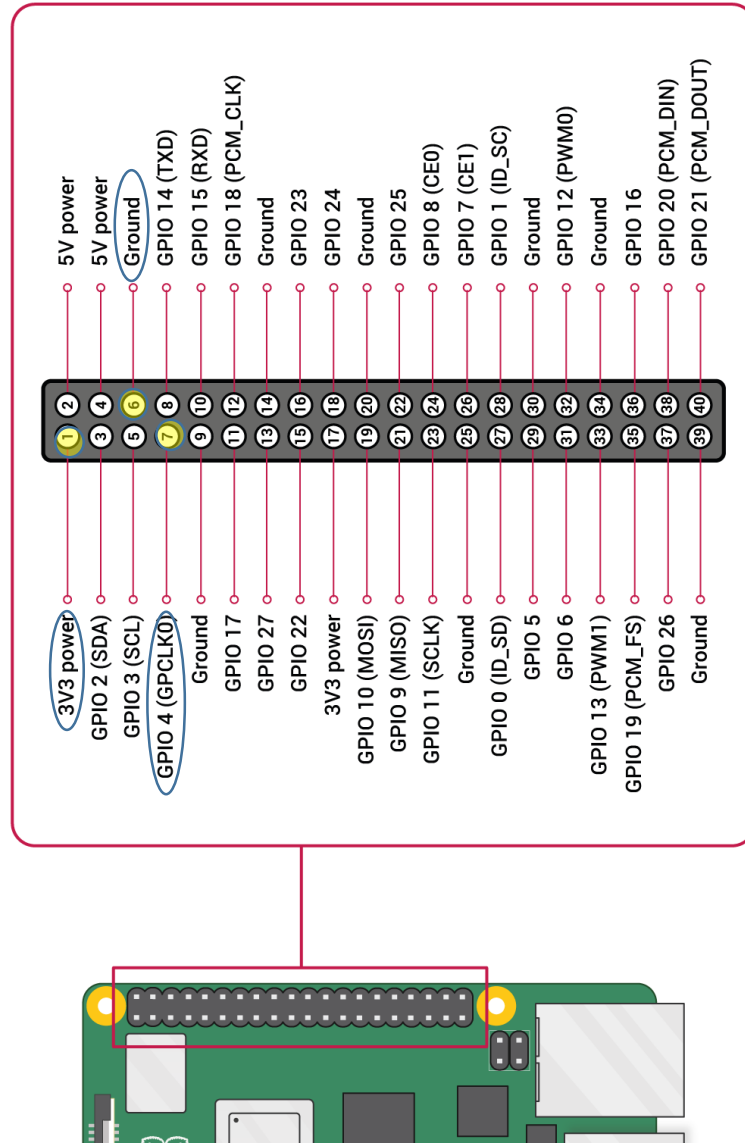 5V power
5V power
Ground
GPIO 14 (TXD)
GPIO 15 (RXD)
GPIO 18 (PCM_CLK)
Ground
GPIO 23
GPIO 24
Ground
GPIO 25
GPIO 8 (CE0)
GPIO 7 (CE1)
GPIO 1 (ID_SC)
Ground
GPIO 12 (PWM0)
Ground
GPIO 16
GPIO 20 (PCM_DIN)
GPIO 21 (PCM_DOUT)
2 4 6 8 10 12 14 16 18 20 22 24 26 28 30 32 34 36 38 40
1 3 5 7 9 11 13 15 17 19 21 23 25 27 29 31 33 35 37 39
3V3 power
GPIO 2 (SDA)
GPIO 3 (SCL)
GPIO 4 (GPCLK0)
Ground
GPIO 17
GPIO 27
GPIO 22
3V3 power
GPIO 10 (MOSI)
GPIO 9 (MISO)
GPIO 11 (SCLK)
Ground
GPIO 0 (ID_SD)
GPIO 5
GPIO 6
GPIO 13 (PWM1)
GPIO 19 (PCM_FS)
GPIO 26
Ground